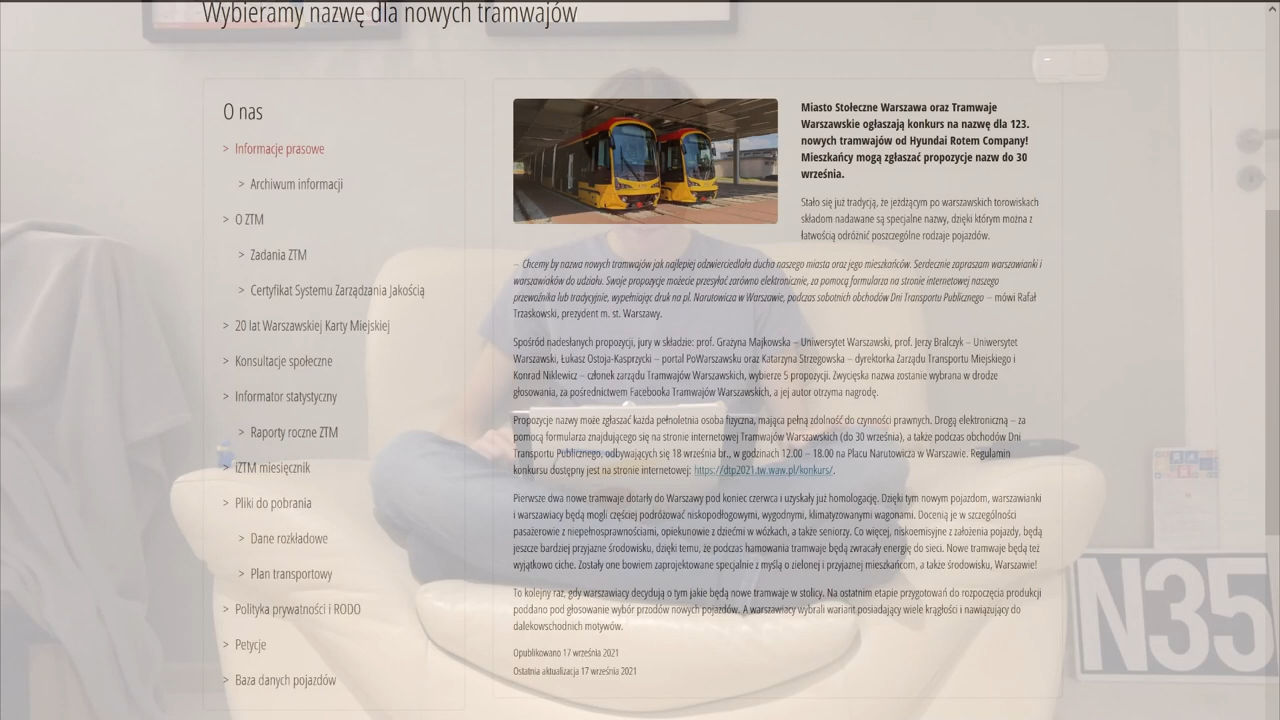 Wybieramy nazwę dla nowych tramwajów
O nas
> Informacje prasowe
> Archiwum informacji
> O ZTM
> Zadania ZTM
> Certyfikat Systemu Zarządzania Jakością
> 20 lat Warszawskiej Karty Miejskiej
> Konsultacje społeczne
> Informator statystyczny
> Raporty roczne ZTM
> iZTM miesięcznik
> Pliki do pobrania
> Dane rozkładowe
> Plan transportowy
> Polityka prywatności i RODO
> Petycje
> Baza danych pojazdów
Miasto Stołeczne Warszawa oraz Tramwaje
Warszawskie ogłaszają konkurs na nazwę dla 123.
nowych tramwajów od Hyundai Rotem Company!
Mieszkańcy mogą zgłaszać propozycje nazw do 30
września.
Stało się już tradycją, że jeżdżącym po warszawskich torowiskach
składom nadawane są specjalne nazwy, dzięki którym można z
łatwością odróżnić poszczególne rodzaje pojazdów.
– Chcemy by nazwa nowych tramwajów jak najlepiej odzwierciedlała ducha naszego miasta oraz jego mieszkańców. Serdecznie zapraszam warszawianki i
warszawiaków do udziału. Swoje propozycje możecie przesyłać zarówno elektronicznie, za pomocą formularza na stronie internetowej naszego
przewoźnika lub tradycyjnie, wypełniając druk na pl. Narutowicza w Warszawie, podczas sobotnich obchodów Dni Transportu Publicznego – mówi Rafał
Trzaskowski, prezydent m. st. Warszawy.
Spośród nadesłanych propozycji, jury w składzie: prof. Grażyna Majkowska – Uniwersytet Warszawski, prof. Jerzy Bralczyk – Uniwersytet
Warszawski, Łukasz Ostoja-Kasprzycki – portal PoWarszawsku oraz Katarzyna Strzegowska – dyrektorka Zarządu Transportu Miejskiego i
Konrad Niklewicz – członek zarządu Tramwajów Warszawskich, wybierze 5 propozycji. Zwycięska nazwa zostanie wybrana w drodze
głosowania, za pośrednictwem Facebooka Tramwajów Warszawskich, a jej autor otrzyma nagrodę.
Propozycje nazwy może zgłaszać każda pełnoletnia osoba fizyczna, mająca pełną zdolność do czynności prawnych. Drogą elektroniczną – za
pomocą formularza znajdującego się na stronie internetowej Tramwajów Warszawskich (do 30 września), a także podczas obchodów Dni
Transportu Publicznego, odbywających się 18 września br., w godzinach 12.00 – 18.00 na Placu Narutowicza w Warszawie. Regulamin
konkursu dostępny jest na stronie internetowej: https://dtp2021.tw.waw.pl/konkurs/.
Pierwsze dwa nowe tramwaje dotarły do Warszawy pod koniec czerwca i uzyskały już homologację. Dzięki tym nowym pojazdom, warszawianki
i warszawiacy będą mogli częściej podróżować niskopodłogowymi, wygodnymi, klimatyzowanymi wagonami. Docenią je w szczególności
pasażerowie z niepełnosprawnościami, opiekunowie z dziećmi w wózkach, a także seniorzy. Co więcej, niskoemisyjne z założenia pojazdy, będą
jeszcze bardziej przyjazne środowisku, dzięki temu, że podczas hamowania tramwaje będą zwracały energię do sieci. Nowe tramwaje będą też
wyjątkowo ciche. Zostały one bowiem zaprojektowane specjalnie z myślą o zielonej i przyjaznej mieszkańcom, a także środowisku, Warszawie!
To kolejny raz, gdy warszawiacy decydują o tym jakie będą nowe tramwaje w stolicy. Na ostatnim etapie przygotowań do rozpoczęcia produkcji
poddano pod głosowanie wybór przodów nowych pojazdów. A warszawiacy wybrali wariant posiadający wiele krągłości i nawiązujący do
dalekowschodnich motywów.
Opublikowano 17 września 2021
Ostatnia aktualizacja 17 września 2021
N35